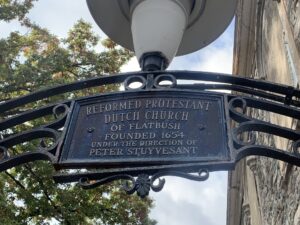 REFORMED PROTESTANT
DUTCH CHURCH
OF FLATBUSH
FOUNDED 1654
UNDER THE DIRECTION OF
PETER STUYVESANT